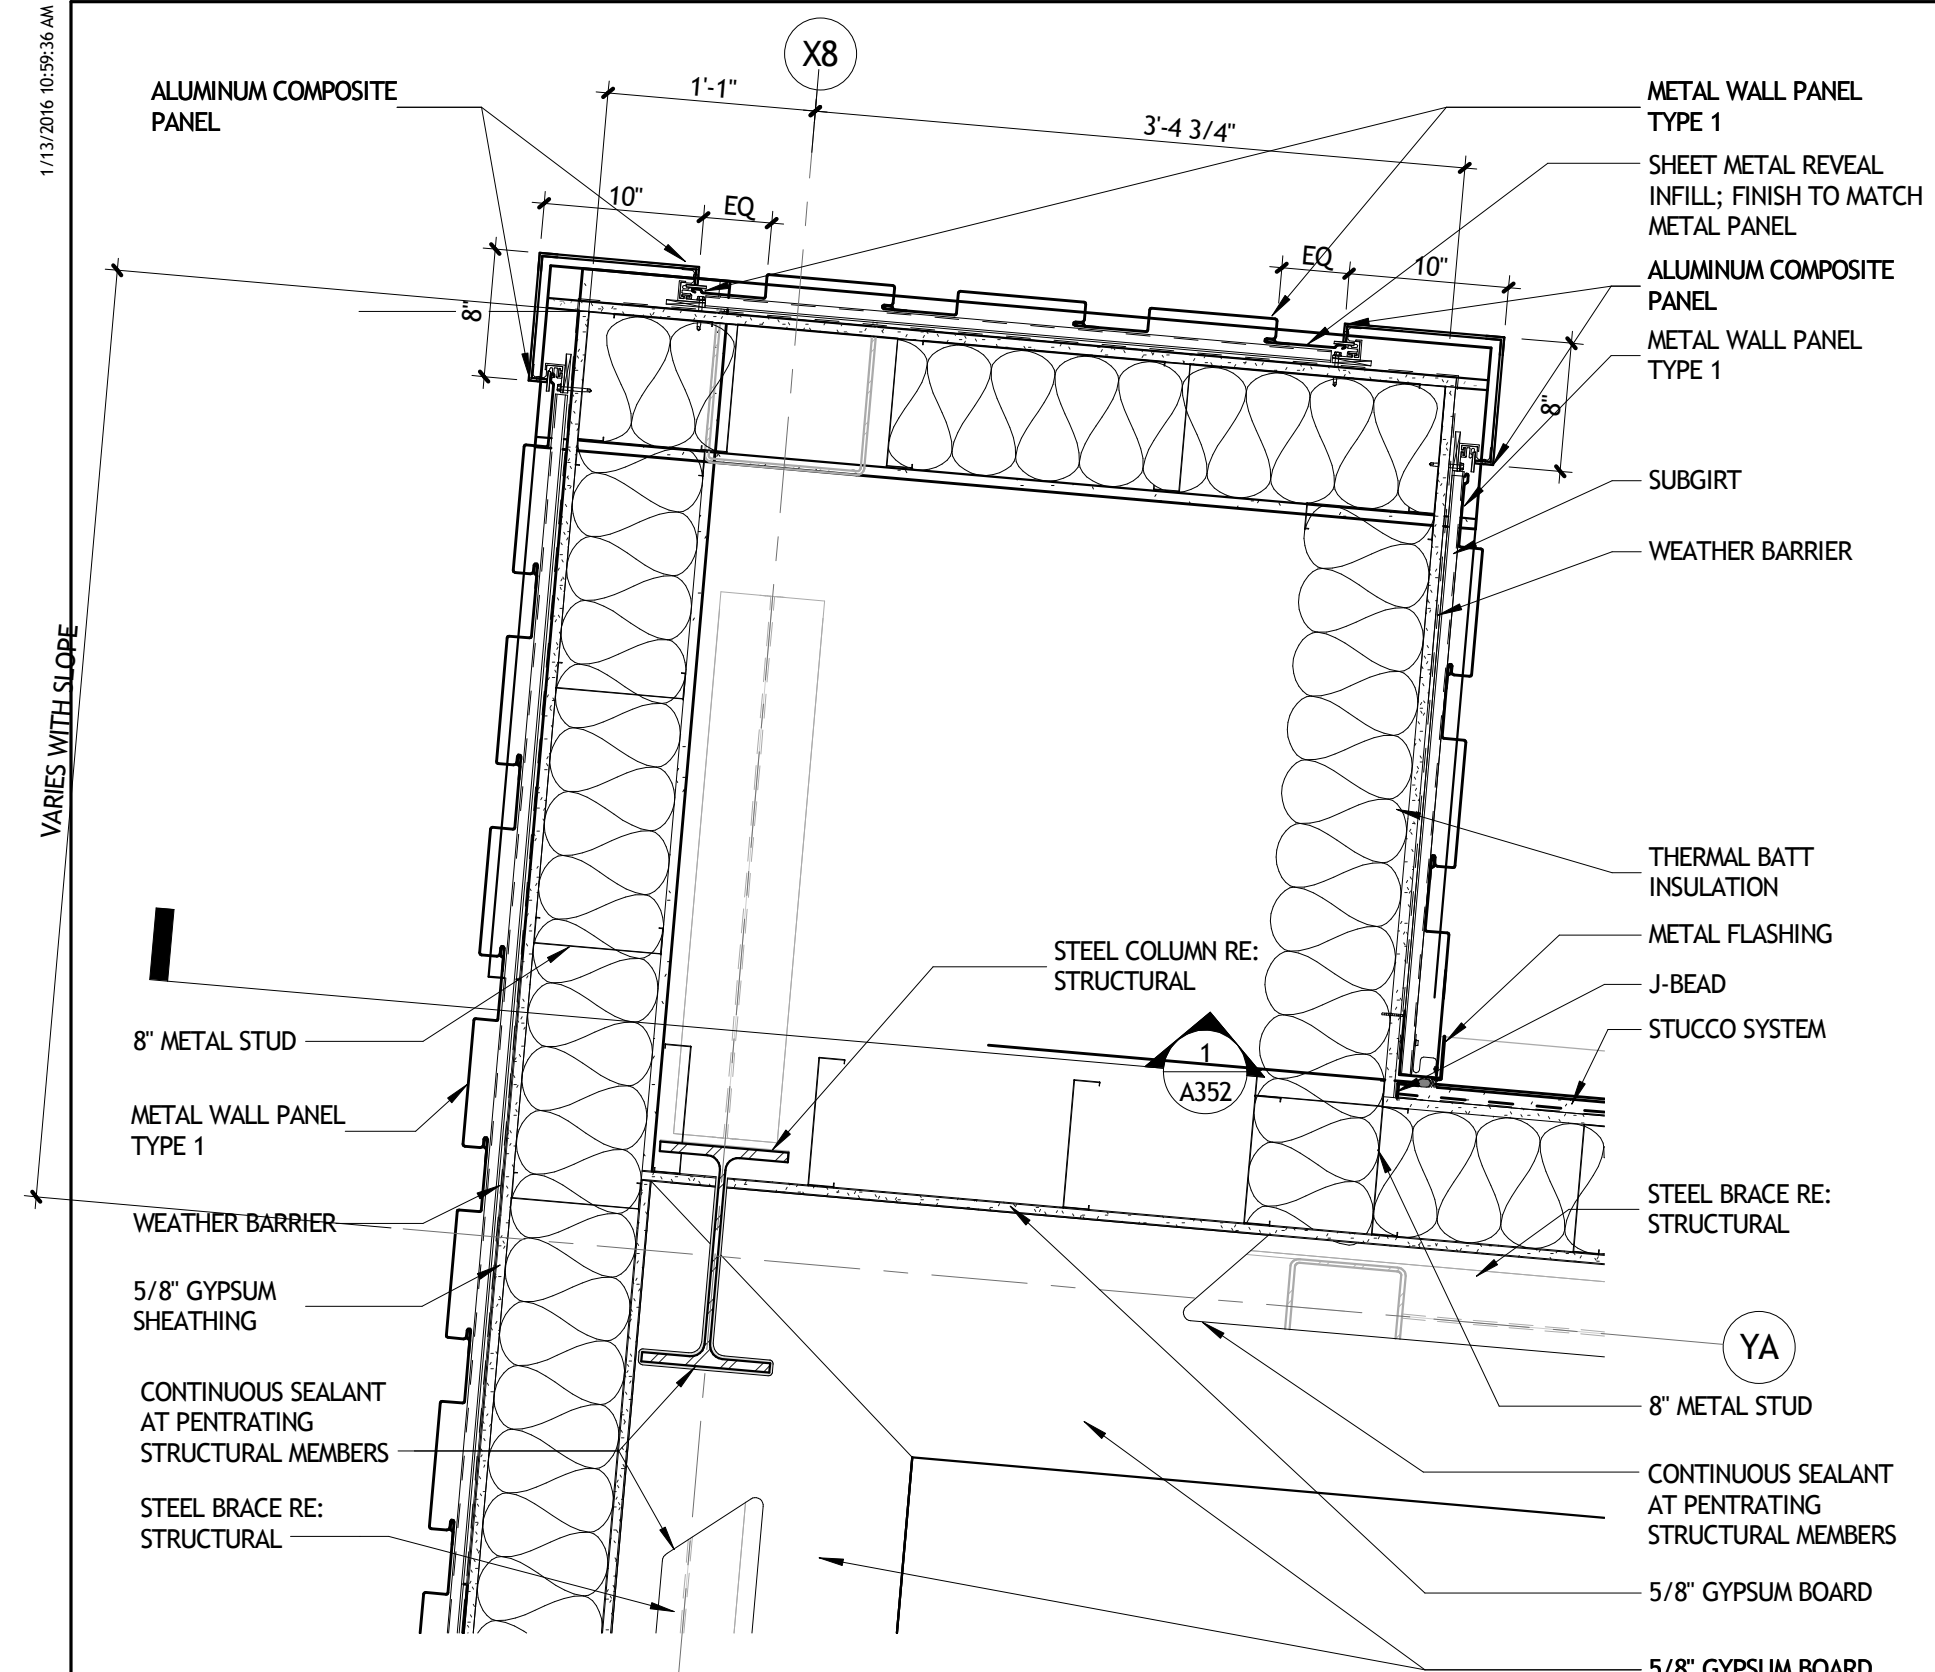 1/13/2016 10:59:36 AM
X8
1'-1"
3'-4 3/4"
10"
EQ
EQ
10"
8"
8"
VARIES WITH SLOPE
ALUMINUM COMPOSITE
PANEL
8" METAL STUD
METAL WALL PANEL
TYPE 1
WEATHER BARRIER
5/8" GYPSUM
SHEATHING
CONTINUOUS SEALANT
AT PENTRATING
STRUCTURAL MEMBERS
STEEL BRACE RE:
STRUCTURAL
STEEL COLUMN RE:
STRUCTURAL
1
A352
METAL WALL PANEL
TYPE 1
SHEET METAL REVEAL
INFILL; FINISH TO MATCH
METAL PANEL
ALUMINUM COMPOSITE
PANEL
METAL WALL PANEL
TYPE 1
SUBGIRT
WEATHER BARRIER
THERMAL BATT
INSULATION
METAL FLASHING
J-BEAD
STUCCO SYSTEM
STEEL BRACE RE:
STRUCTURAL
YA
8" METAL STUD
CONTINUOUS SEALANT
AT PENTRATING
STRUCTURAL MEMBERS
5/8" GYPSUM BOARD
5/8" GYPSUM BOARD